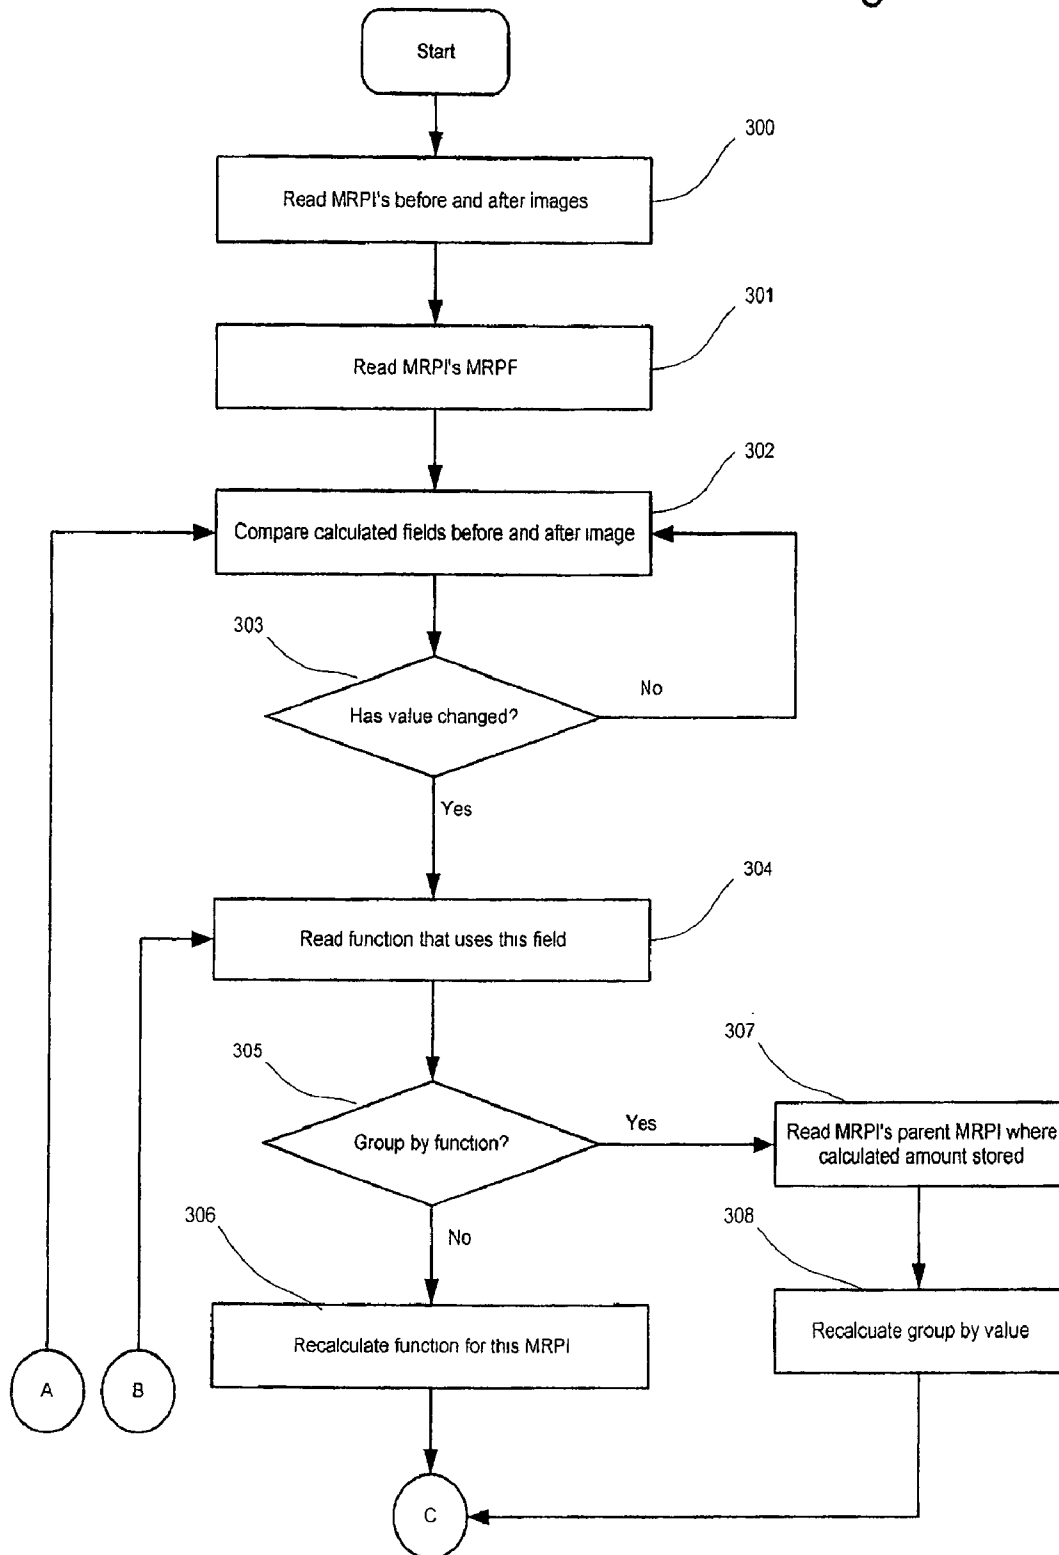 Start
300
Read MRPI's before and after images
301
Read MRPI's MRPF
302
Compare calculated fields before and after image
303
Has value changed?
No
Yes
304
Read function that uses this field
305
Group by function?
Yes
307
Read MRPI's parent MRPI where
calculated amount stored
306
No
308
Recalculate function for this MRPI
Recalcuate group by value
A
B
C